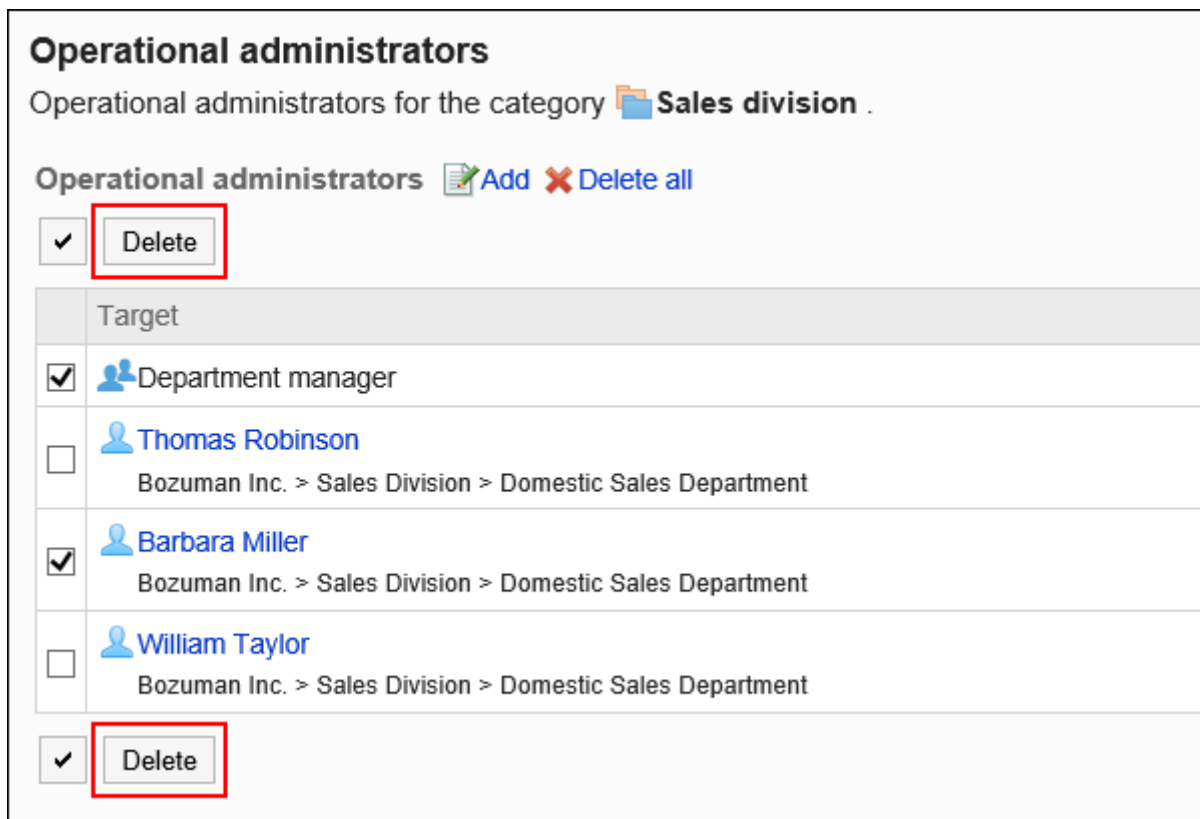 Operational administrators
Operational administrators for the category Sales division .
Operational administrators Add Delete all
Delete
Target
Department manager
Thomas Robinson
Bozuman Inc. > Sales Division > Domestic Sales Department
Barbara Miller
Bozuman Inc. > Sales Division > Domestic Sales Department
William Taylor
Bozuman Inc. > Sales Division > Domestic Sales Department
Delete